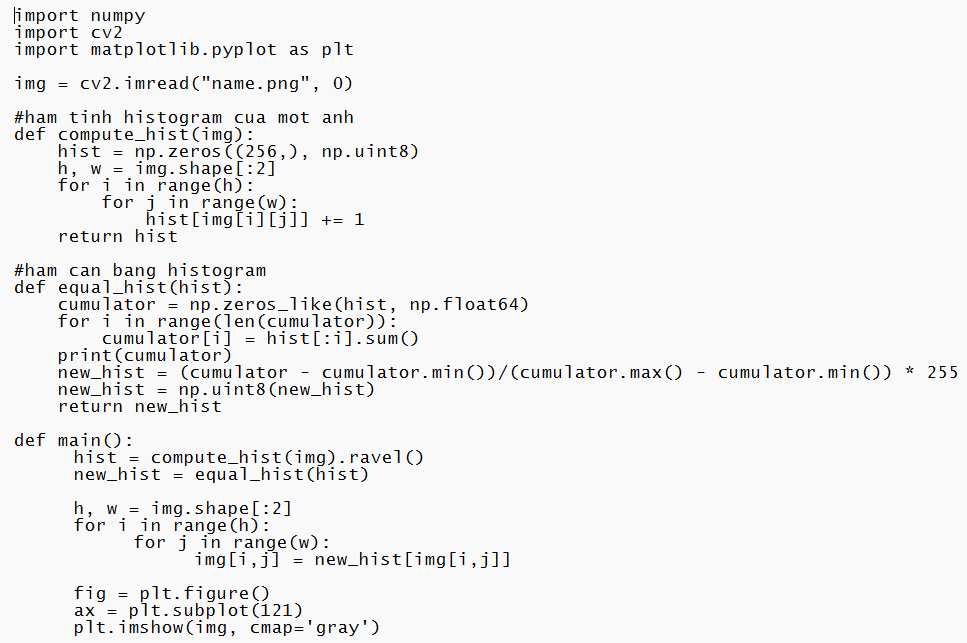 import numpy
import cv2
import matplotlib.pyplot as plt

img = cv2.imread("name.png", 0)

#ham tinh histogram cua mot anh
def compute_hist(img):
    hist = np.zeros((256,), np.uint8)
    h, w = img.shape[:2]
    for i in range(h):
        for j in range(w):
            hist[img[i][j]] += 1
    return hist

#ham can bang histogram
def equal_hist(hist):
    cumulator = np.zeros_like(hist, np.float64)
    for i in range(len(cumulator)):
        cumulator[i] = hist[:i].sum()
    print(cumulator)
    new_hist = (cumulator - cumulator.min())/(cumulator.max() - cumulator.min()) * 255
    new_hist = np.uint8(new_hist)
    return new_hist

def main():
     hist = compute_hist(img).ravel()
     new_hist = equal_hist(hist)

     h, w = img.shape[:2]
     for i in range(h):
          for j in range(w):
               img[i,j] = new_hist[img[i,j]]

     fig = plt.figure()
     ax = plt.subplot(121)
     plt.imshow(img, cmap='gray')